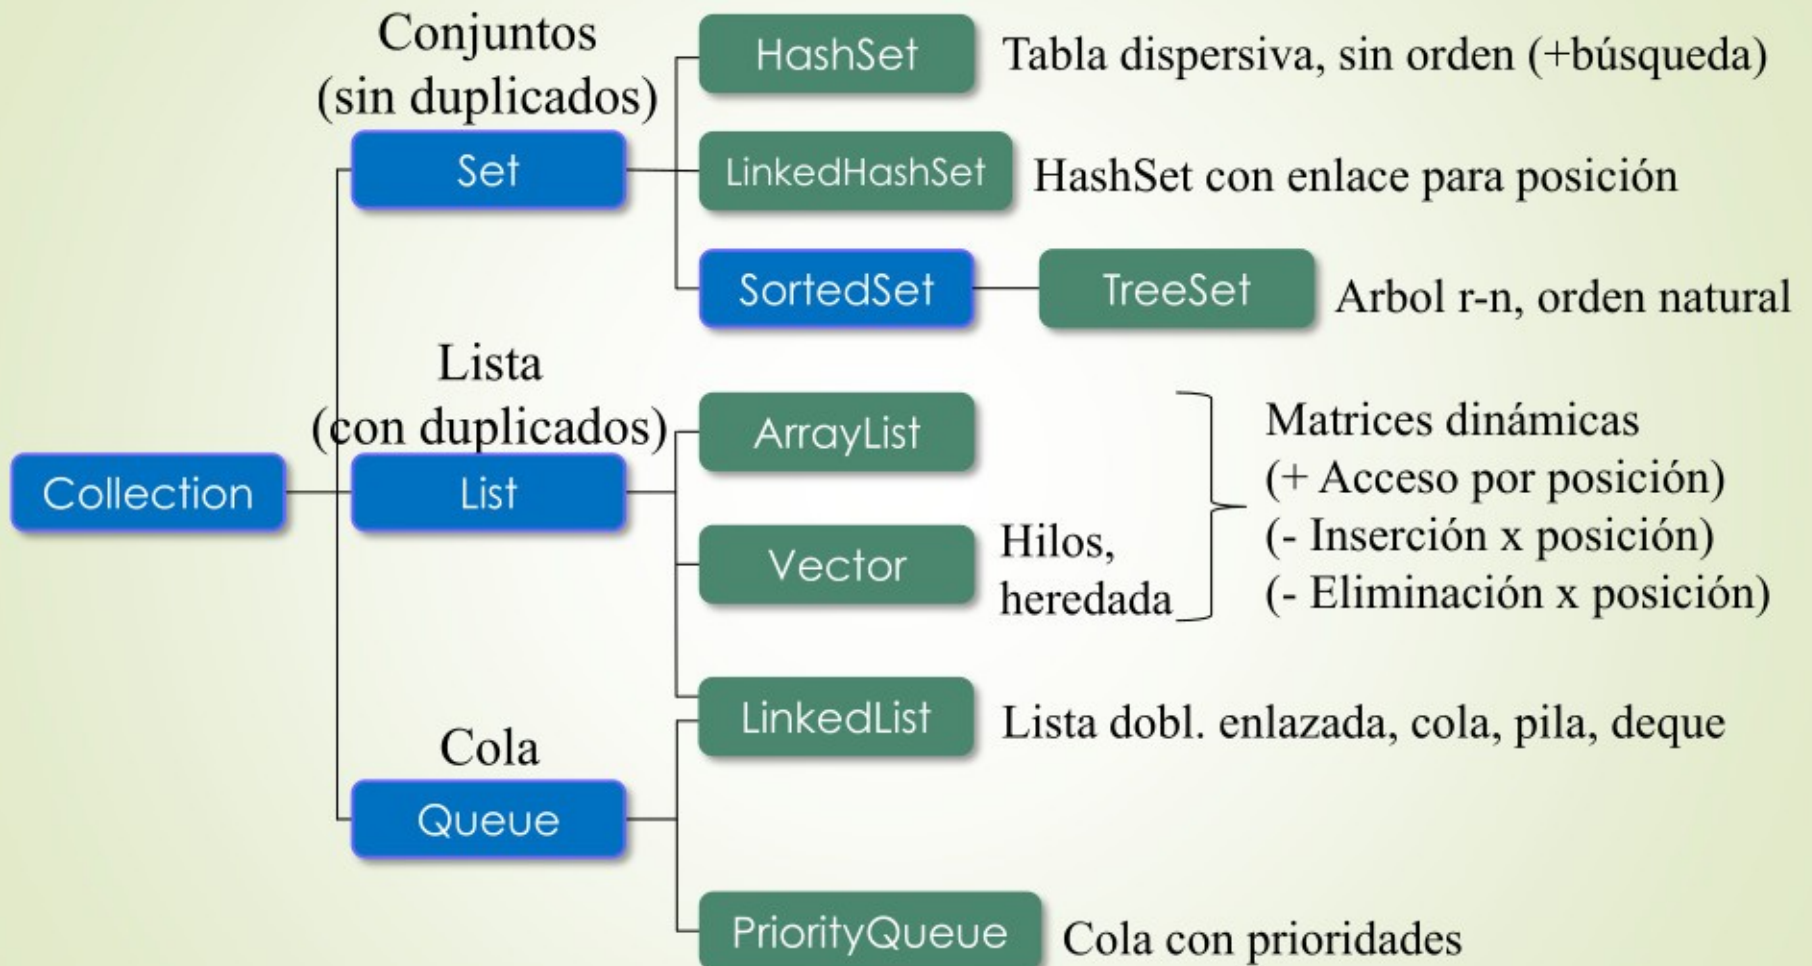 Conjuntos
(sin duplicados)
Set
HashSet
Tabla dispersiva, sin orden (+búsqueda)
LinkedHashSet
HashSet con enlace para posición
SortedSet
TreeSet
Arbol r-n, orden natural
Lista
(con duplicados)
Collection
List
ArrayList
Vector
Hilos,
heredada
Matrices dinámicas
(+ Acceso por posición)
(- Inserción x posición)
(- Eliminación x posición)
LinkedList
Lista dobl. enlazada, cola, pila, deque
Cola
Queue
PriorityQueue
Cola con prioridades